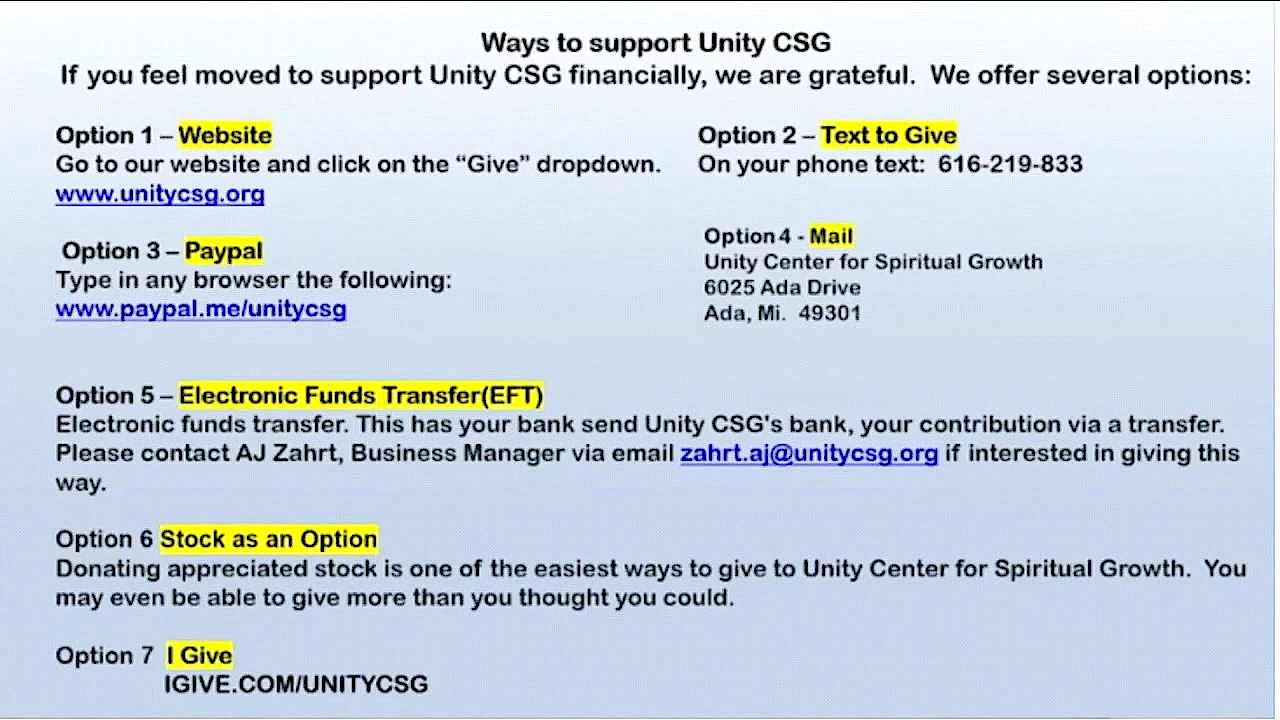 Ways to support Unity CSG
If you feel moved to support Unity CSG financially, we are grateful.  We offer several options:
Option 1 – Website
Go to our website and click on the “Give” dropdown.
www.unitycsg.org
Option 2 – Text to Give
On your phone text:  616-219-833
Option 3 – Paypal
Type in any browser the following:
www.paypal.me/unitycsg
Option 4 - Mail
Unity Center for Spiritual Growth
6025 Ada Drive
Ada, Mi.  49301
Option 5 – Electronic Funds Transfer(EFT)
Electronic funds transfer. This has your bank send Unity CSG's bank, your contribution via a transfer.
Please contact AJ Zahrt, Business Manager via email zahrt.aj@unitycsg.org if interested in giving this
way.
Option 6 Stock as an Option
Donating appreciated stock is one of the easiest ways to give to Unity Center for Spiritual Growth.  You
may even be able to give more than you thought you could.
Option 7  I Give
IGIVE.COM/UNITYCSG